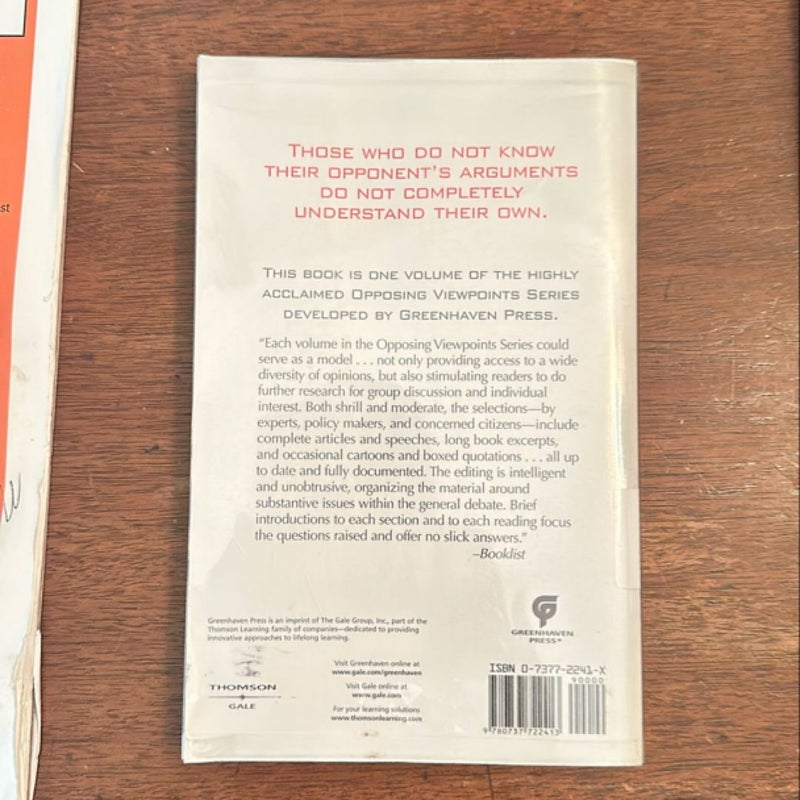 st
THOSE WHO DO NOT KNOW
THEIR OPPONENT'S ARGUMENTS
DO NOT COMPLETELY
UNDERSTAND THEIR OWN.
THIS BOOK IS ONE VOLUME OF THE HIGHLY
ACCLAIMED OPPOSING VIEWPOINTS SERIES
DEVELOPED BY GREENHAVEN PRESS.
"Each volume in the Opposing Viewpoints Series could
serve as a model . . . not only providing access to a wide
diversity of opinions, but also stimulating readers to do
further research for group discussion and individual
interest. Both shrill and moderate, the selections—by
experts, policy makers, and concerned citizens—include
complete articles and speeches, long book excerpts,
and occasional cartoons and boxed quotations . . . all up
to date and fully documented. The editing is intelligent
and unobtrusive, organizing the material around
substantive issues within the general debate. Brief
introductions to each section and to each reading focus
the questions raised and offer no slick answers."
–Booklist
Greenhaven Press is an imprint of The Gale Group, Inc., part of the
Thomson Learning family of companies—dedicated to providing
innovative approaches to lifelong learning.
GREENHAVEN
PRESS™
Visit Greenhaven online at
www.gale.com/greenhaven
Visit Gale online at
www.gale.com
For your learning solutions
www.thomsonlearning.com
THOMSON
GALE
ISBN 0-7377-2241-X
90000
9 780737 722413